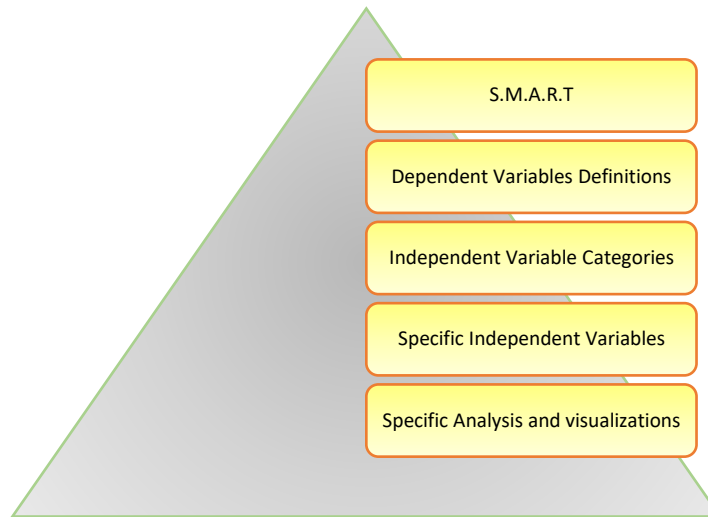 S.M.A.R.T
Dependent Variables Definitions
Independent Variable Categories
Specific Independent Variables
Specific Analysis and visualizations